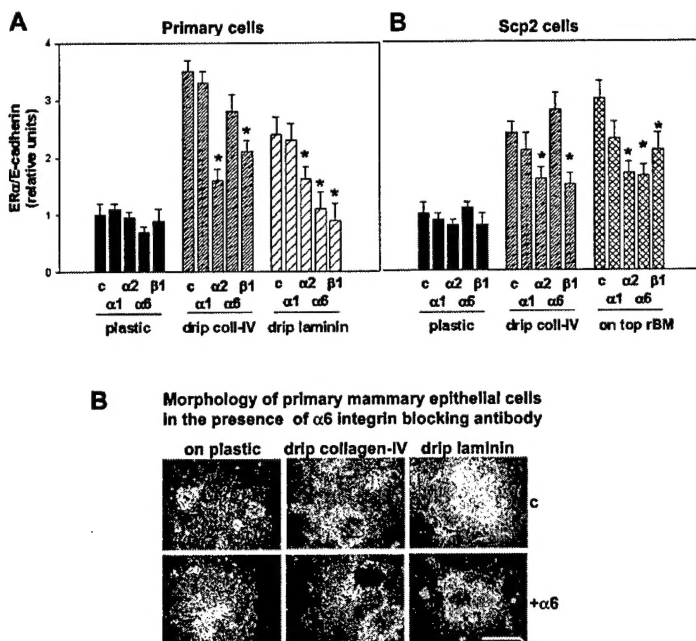 A
Primary cells
B
Scp2 cells
ERα/E-cadherin
(relative units)
4
3
2
1
0
* * * * *
* * * * *
c α1 α2 α6 β1
plastic
c α1 α2 α6 β1
drip coll-IV
c α1 α2 α6 β1
drip laminin
c α1 α2 α6 β1
plastic
c α1 α2 α6 β1
drip coll-IV
c α1 α2 α6 β1
on top rBM
B
Morphology of primary mammary epithelial cells
in the presence of α6 integrin blocking antibody
on plastic drip collagen-IV drip laminin
c
+α6